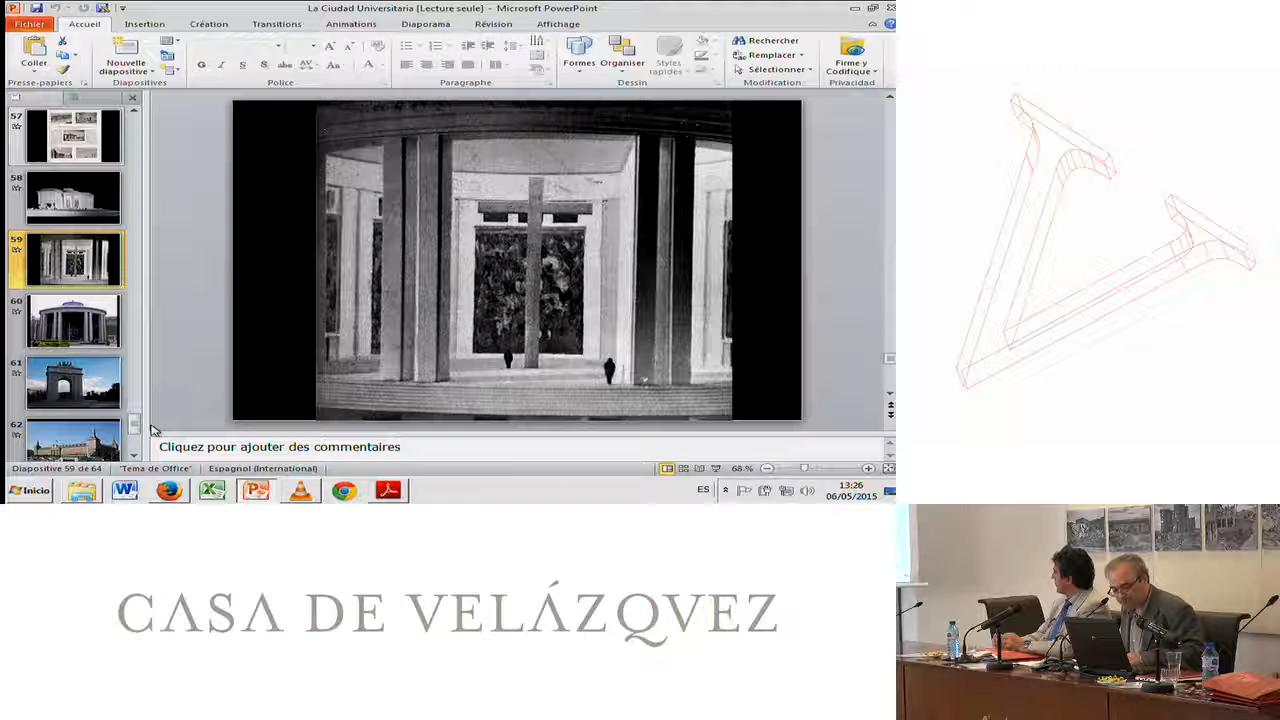 La Ciudad Universitaria [Lecture seule] - Microsoft PowerPoint
Fichier Accueil Insertion Création Transitions Animations Diaporama Révision Affichage
Coller
Presse-papiers
Nouvelle diapositive
Diapositives
G I S S abc AV Aa A
Police
Paragraphe
Formes Organiser Styles rapides
Dessin
Rechercher
Remplacer
Sélectionner
Modification
Firme y Codifique
Privacidad
57
58
59
60
61
62
Cliquez pour ajouter des commentaires
Diapositive 59 de 64 "Tema de Office" Espagnol (International) 68 %
Inicio ES 13:26
06/05/2015
CASA DE VELÁZQVEZ